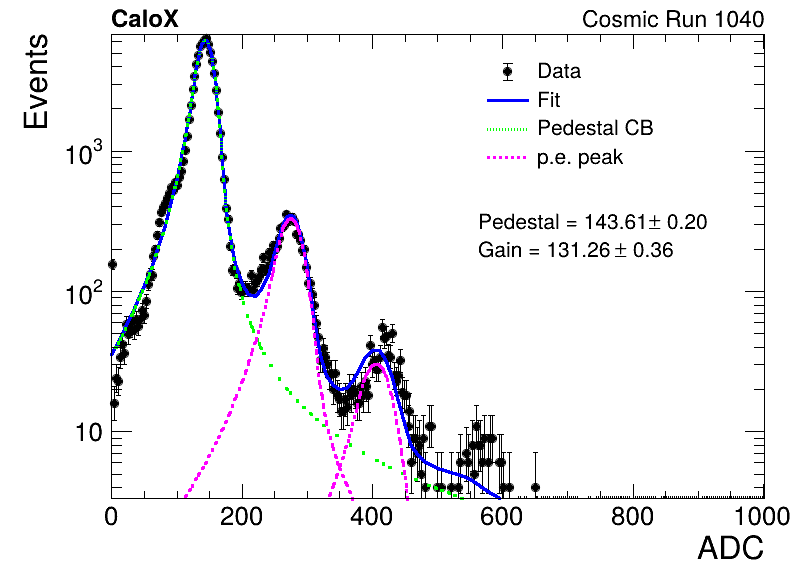 CaloX
Cosmic Run 1040
Events
Data
Fit
Pedestal CB
p.e. peak
Pedestal = 143.61± 0.20
Gain = 131.26 ± 0.36
10³
10²
10
0 200 400 600 800 1000
ADC